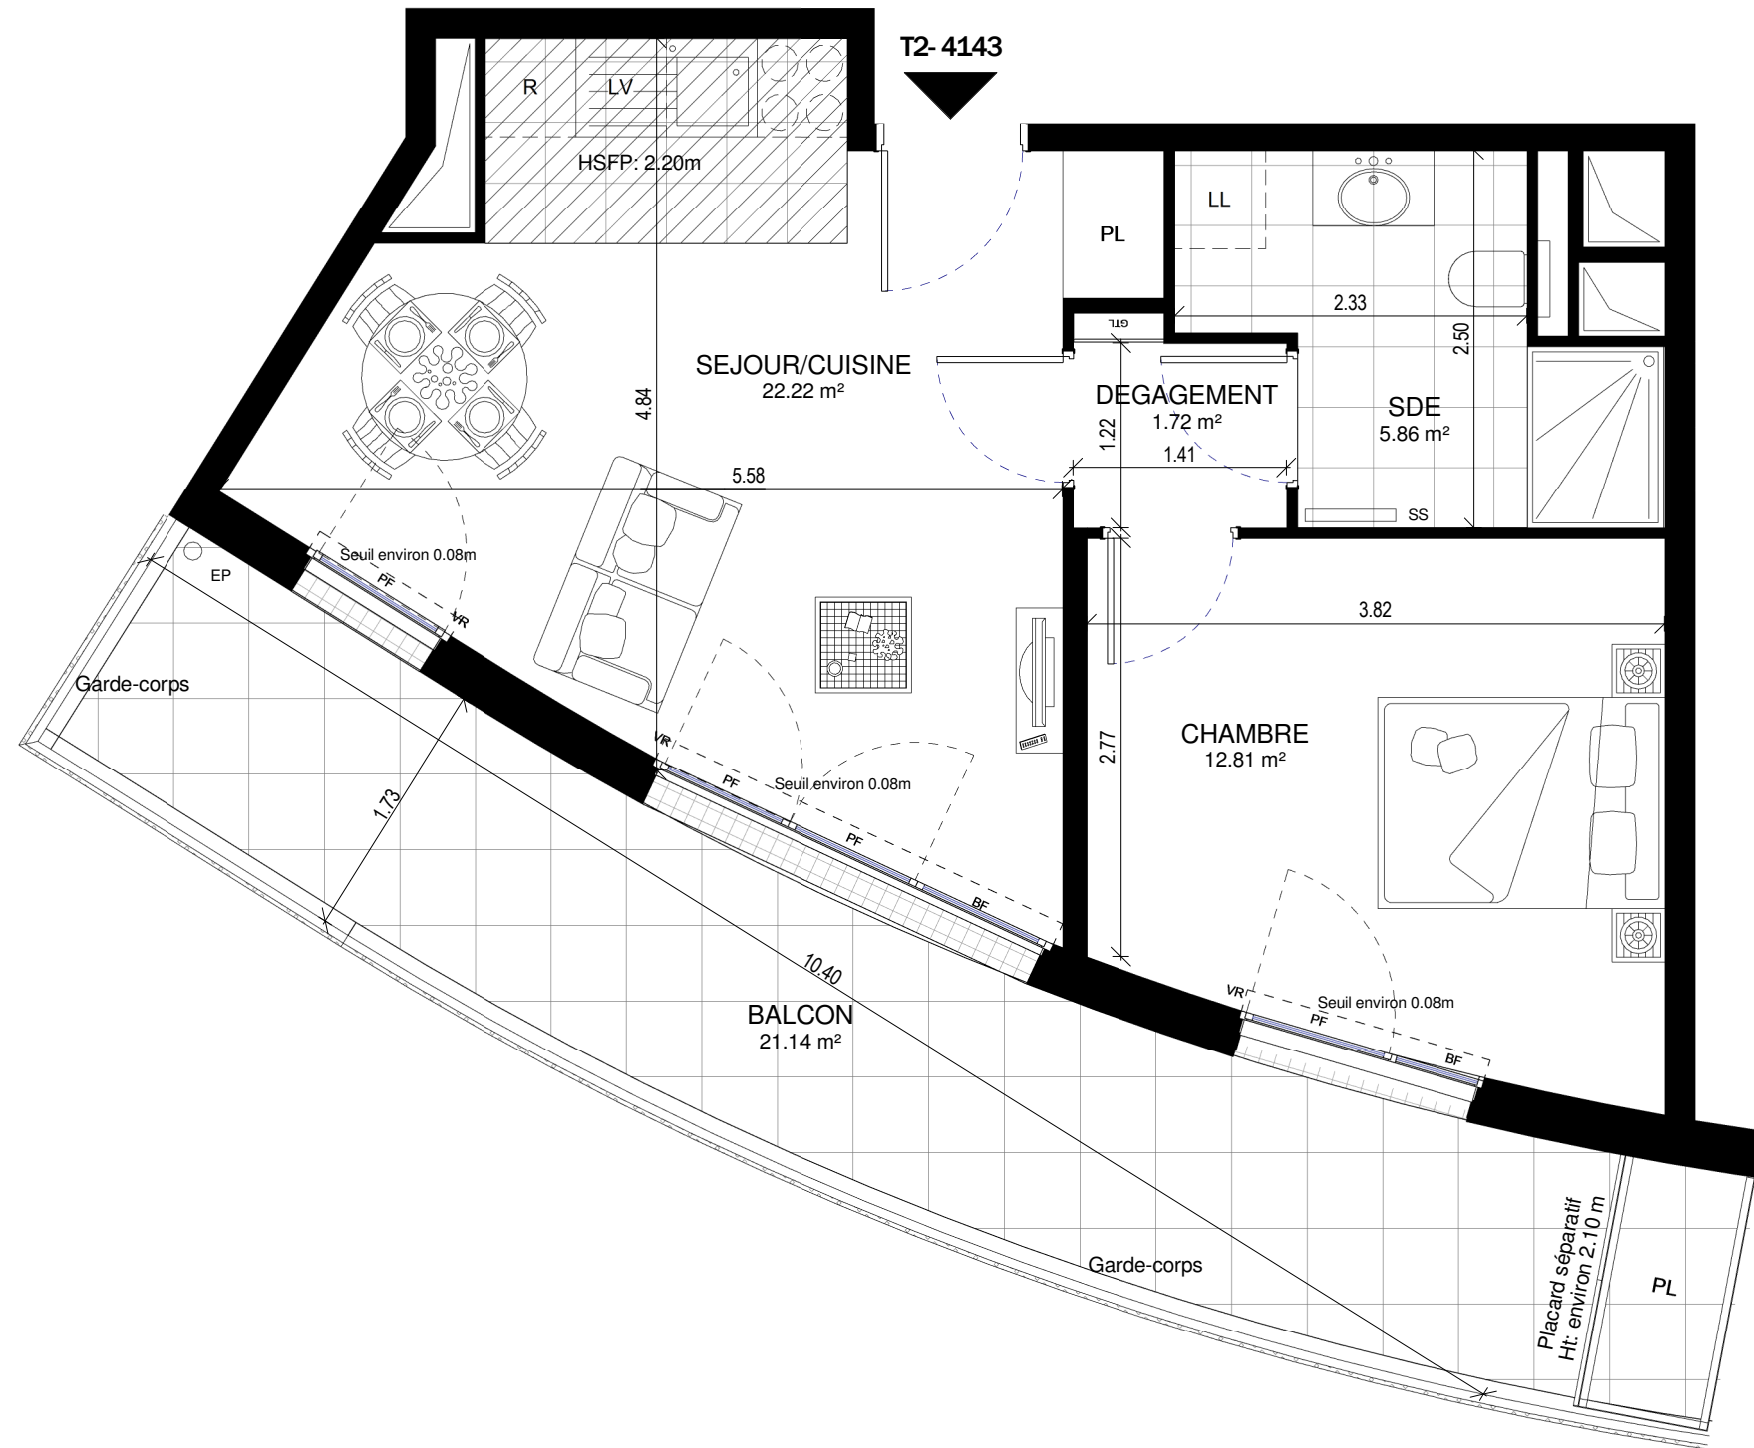 T2- 4143
R
LV
HSFP: 2.20m
PL
LL
2.33
2.50
GTL
SEJOUR/CUISINE
22.22 m²
4.84
DEGAGEMENT
1.72 m²
1.22
1.41
SDE
5.86 m²
5.58
SS
EP
Seuil environ 0.08m
PF
VR
3.82
Garde-corps
CHAMBRE
12.81 m²
2.77
VR
PF
Seuil environ 0.08m
PF
BF
1.73
10.40
BALCON
21.14 m²
VR
Seuil environ 0.08m
PF
BF
Garde-corps
Placard séparatif
Ht: environ 2.10 m
PL